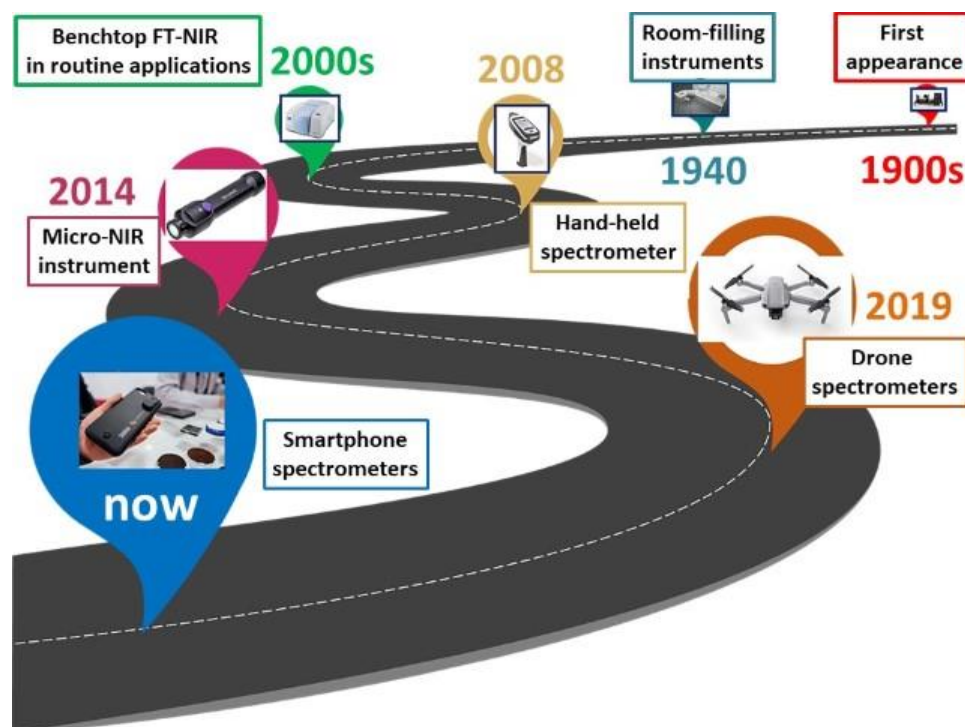 Benchtop FT-NIR
in routine applications
2000s
2008
Room-filling
instruments
First
appearance
1940
1900s
2014
Micro-NIR
instrument
Hand-held
spectrometer
2019
Drone
spectrometers
Smartphone
spectrometers
now